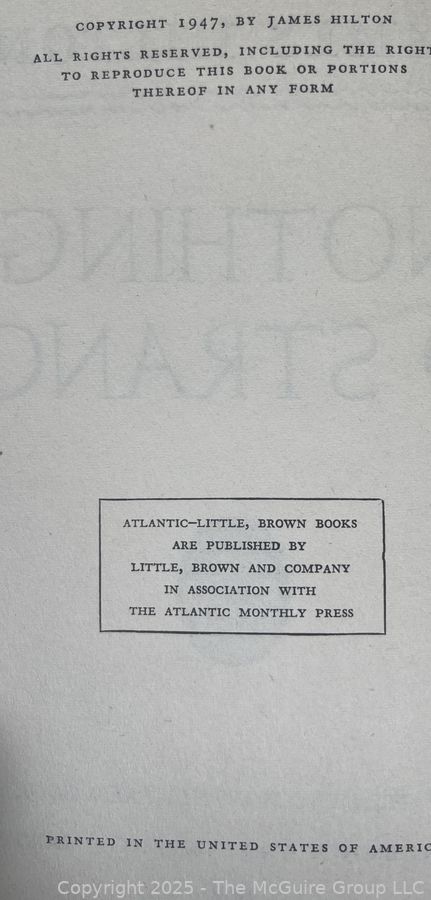 COPYRIGHT 1947, BY JAMES HILTON
ALL RIGHTS RESERVED, INCLUDING THE RIGHT
TO REPRODUCE THIS BOOK OR PORTIONS
THEREOF IN ANY FORM
NOTHING
STRANG
ATLANTIC–LITTLE, BROWN BOOKS
ARE PUBLISHED BY
LITTLE, BROWN AND COMPANY
IN ASSOCIATION WITH
THE ATLANTIC MONTHLY PRESS
PRINTED IN THE UNITED STATES OF AMERIC
Copyright 2025 - The McGuire Group LLC